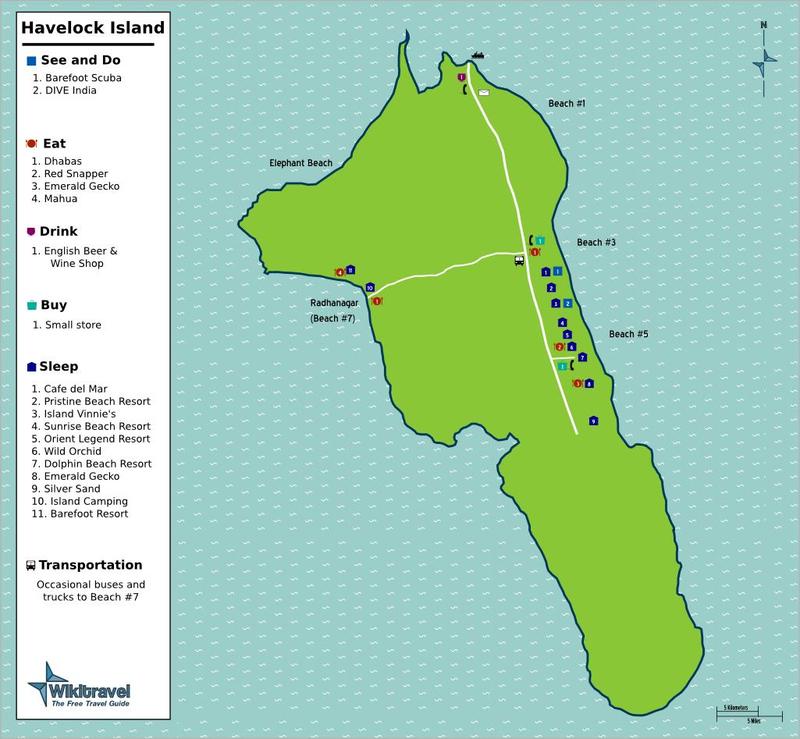 Havelock Island
See and Do
1. Barefoot Scuba
2. DIVE India
Eat
1. Dhabas
2. Red Snapper
3. Emerald Gecko
4. Mahua
Drink
1. English Beer &
Wine Shop
Buy
1. Small store
Sleep
1. Cafe del Mar
2. Pristine Beach Resort
3. Island Vinnie's
4. Sunrise Beach Resort
5. Orient Legend Resort
6. Wild Orchid
7. Dolphin Beach Resort
8. Emerald Gecko
9. Silver Sand
10. Island Camping
11. Barefoot Resort
Transportation
Occasional buses and
trucks to Beach #7
Wikitravel
The Free Travel Guide
N
1
Beach #1
Elephant Beach
1
Beach #3
1
4 11
1 1
10
2
Radhanagar
1
3 2
(Beach #7)
4
Beach #5
5
2 6
7
1
3 8
9
5 Kilometers
5 Miles